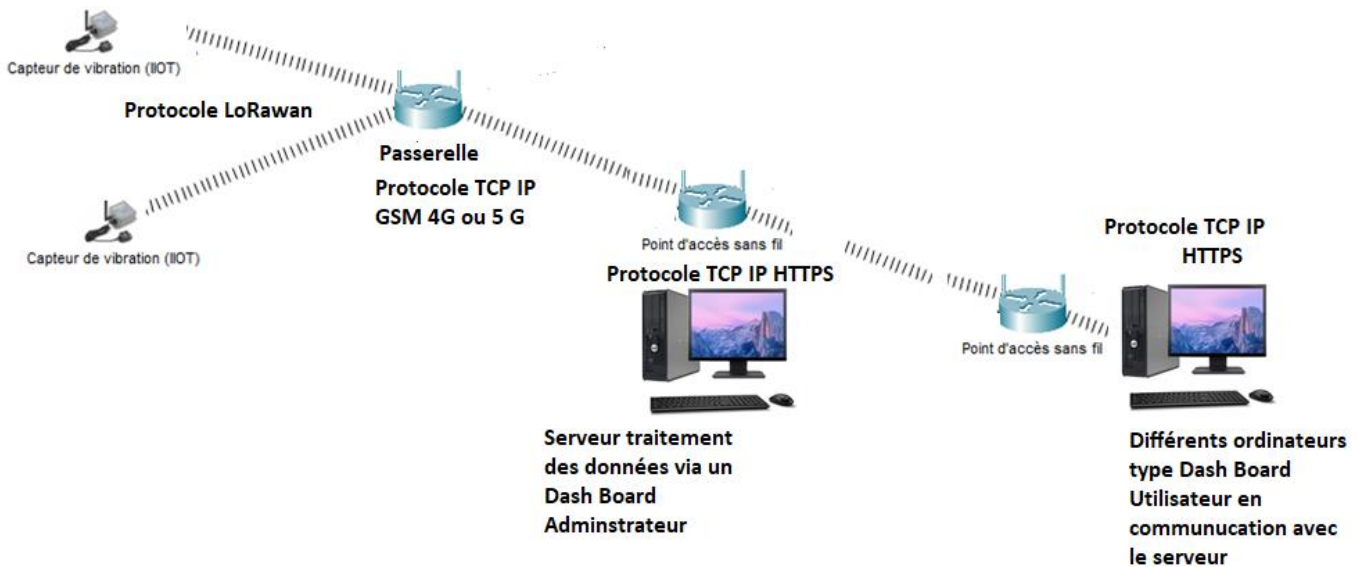 Capteur de vibration (IIOT)
Protocole LoRawan
Passerelle
Protocole TCP IP
GSM 4G ou 5 G
Capteur de vibration (IIOT)
Point d'accès sans fil
Protocole TCP IP HTTPS
Serveur traitement
des données via un
Dash Board
Adminstrateur
Point d'accès sans fil
Protocole TCP IP
HTTPS
Différents ordinateurs
type Dash Board
Utilisateur en
communucation avec
le serveur